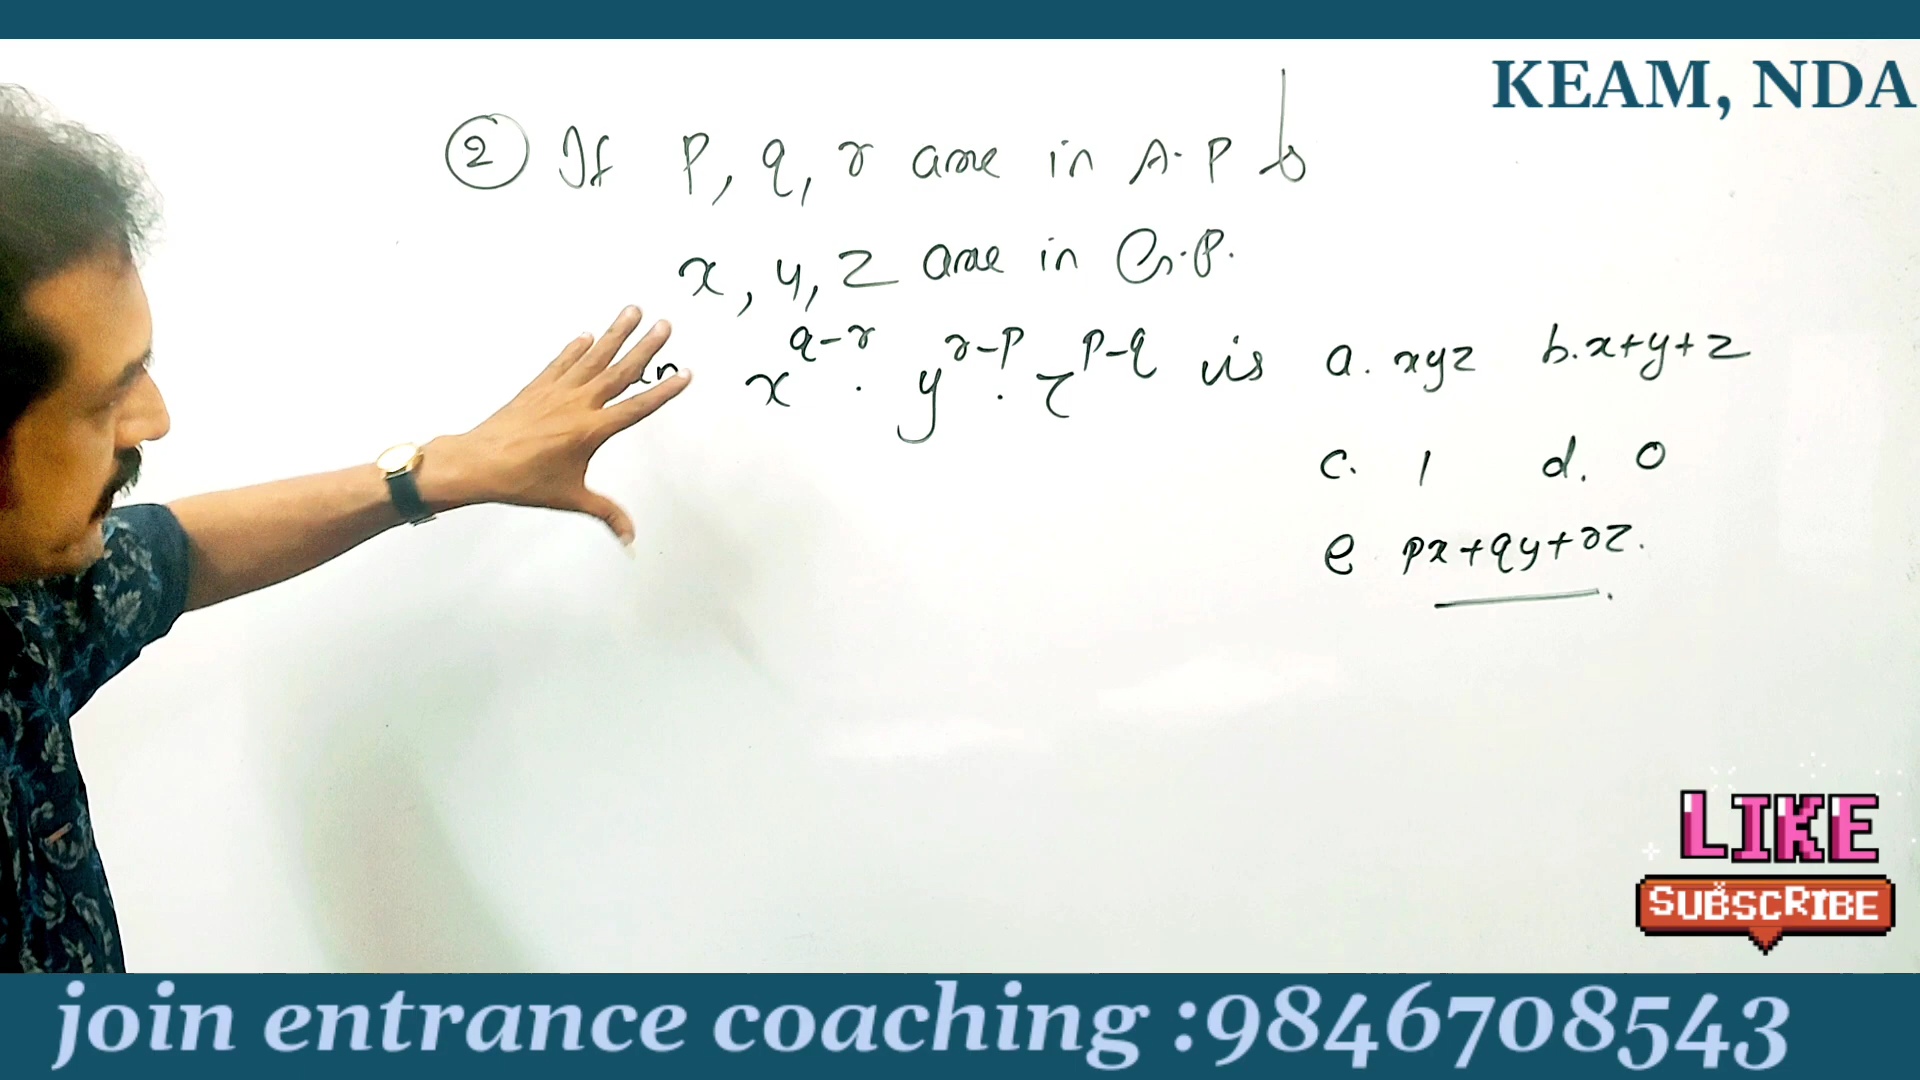 KEAM, NDA
② If p, q, r are in A.P &
x, y, z are in G.P.
x^{q-r} . y^{r-p} . z^{p-q} is a. xyz b. x+y+z
c. 1 d. 0
e px+qy+rz.
LIKE
SUBSCRIBE
join entrance coaching :9846708543